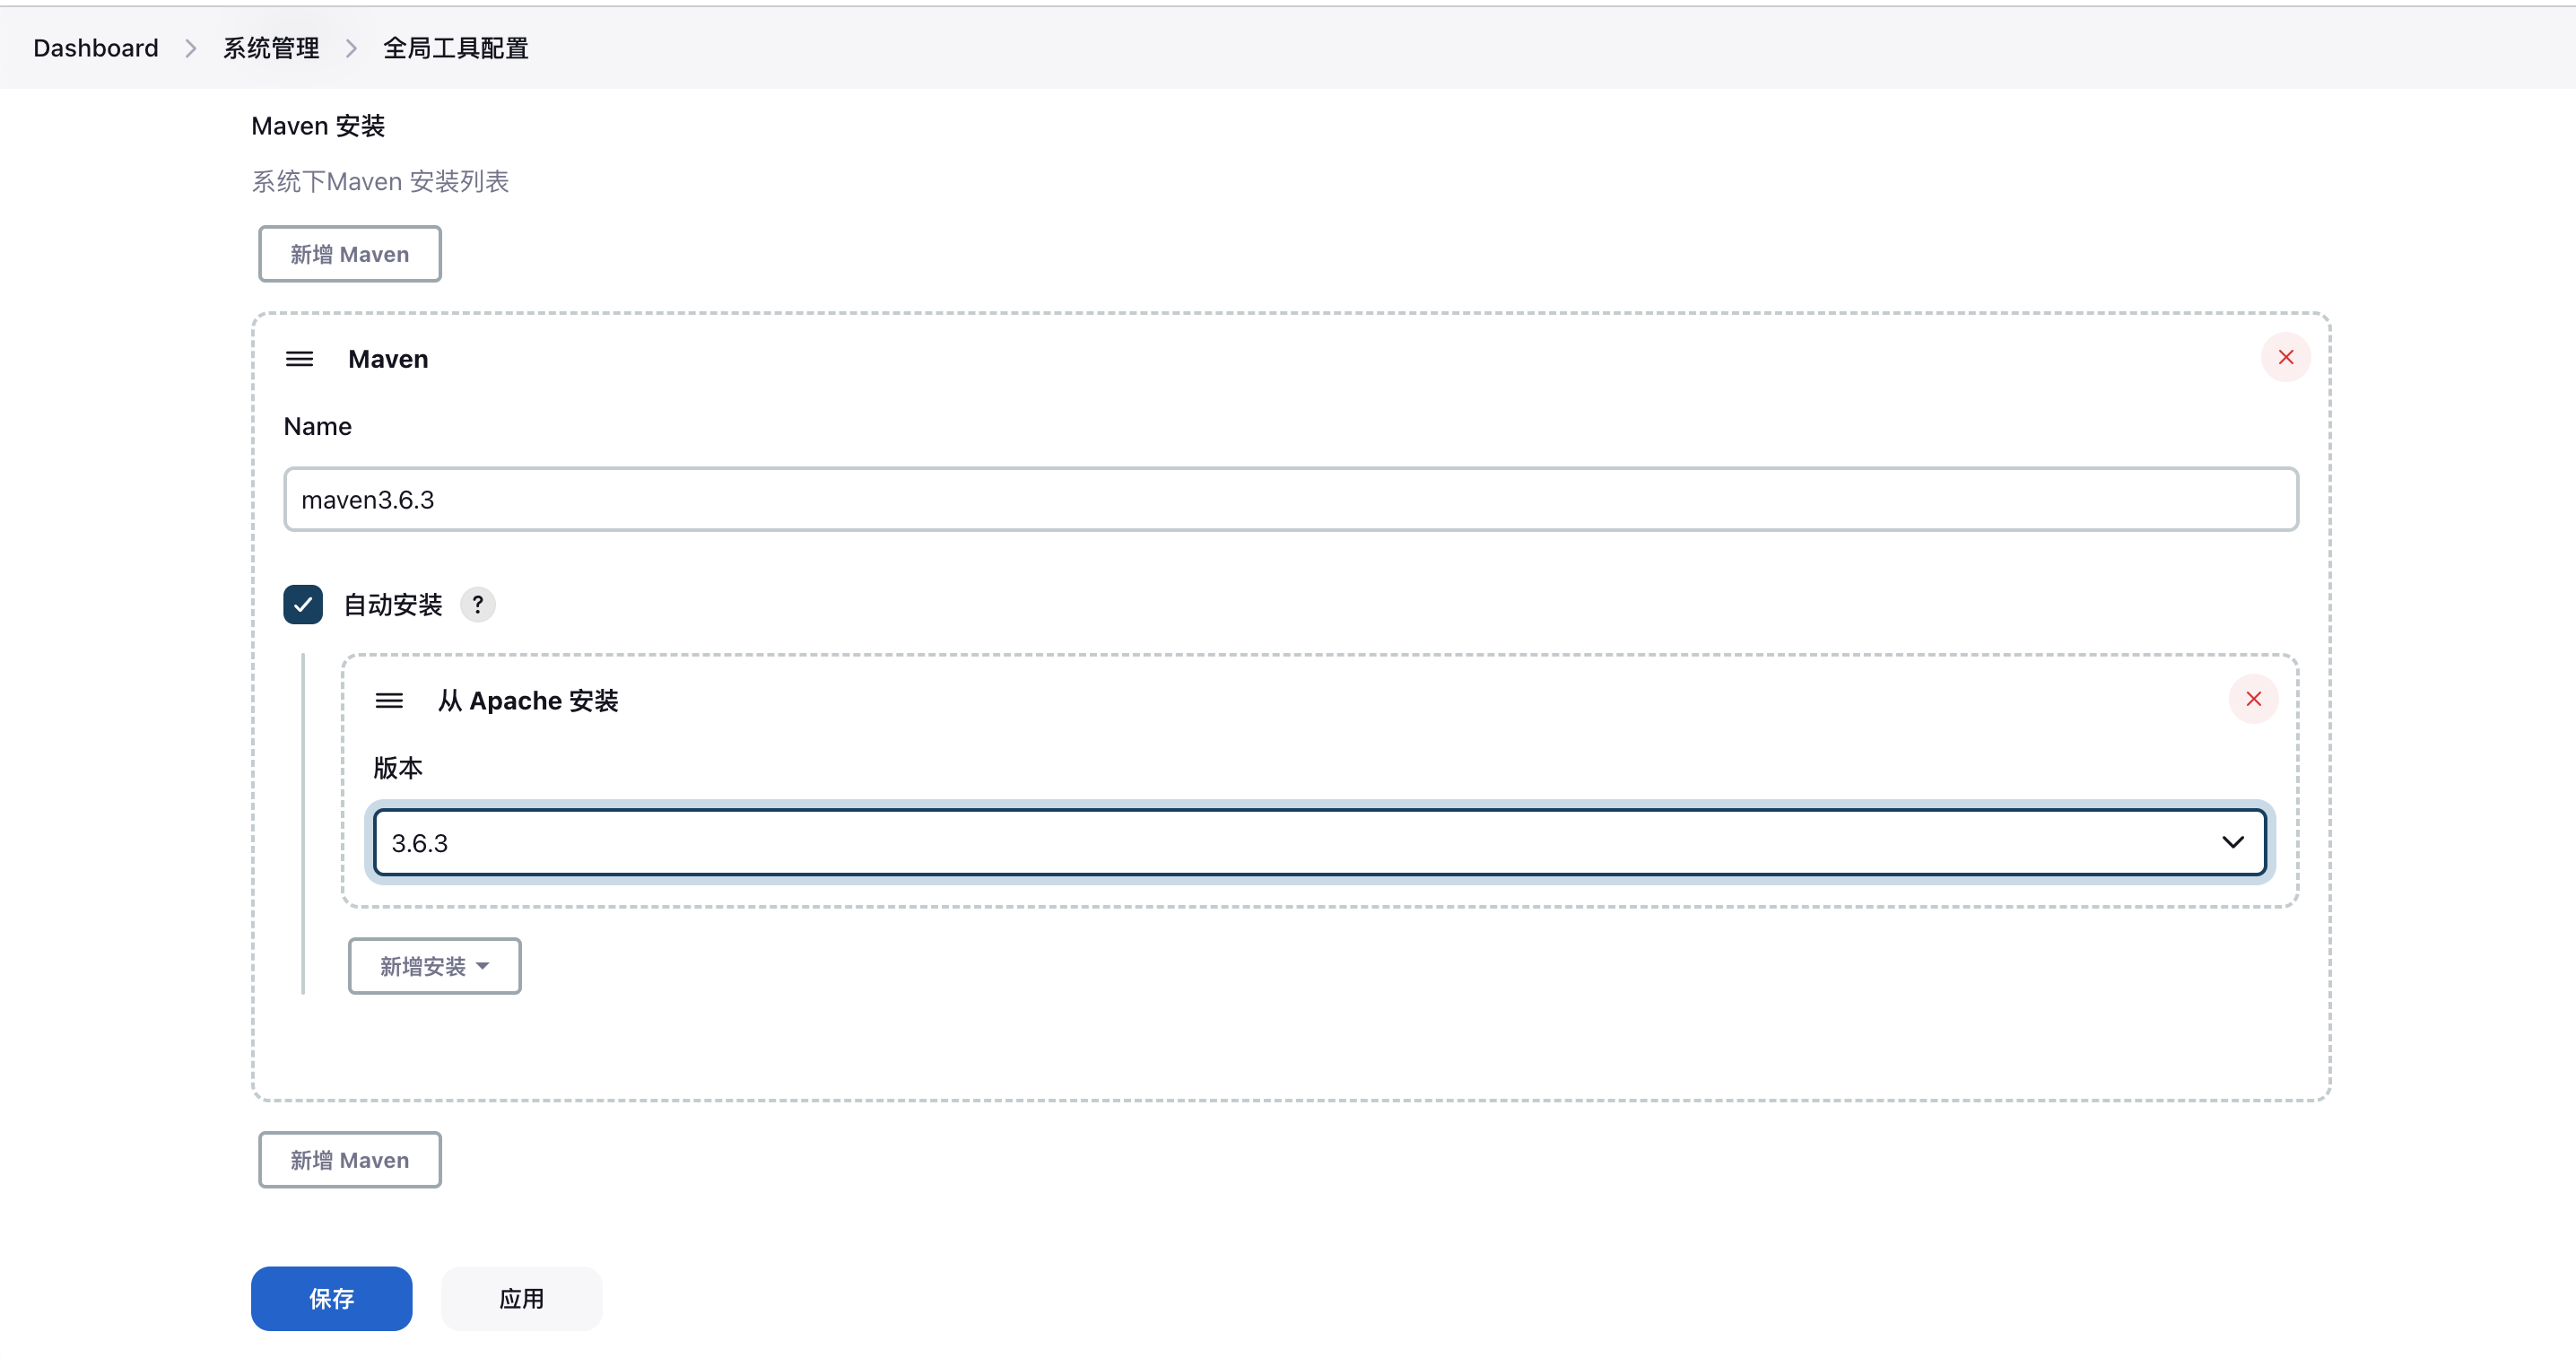 Dashboard > 系统管理 > 全局工具配置
Maven 安装
系统下Maven 安装列表
新增 Maven
Maven
Name
maven3.6.3
自动安装 ?
从 Apache 安装
版本
3.6.3
新增安装
新增 Maven
保存 应用